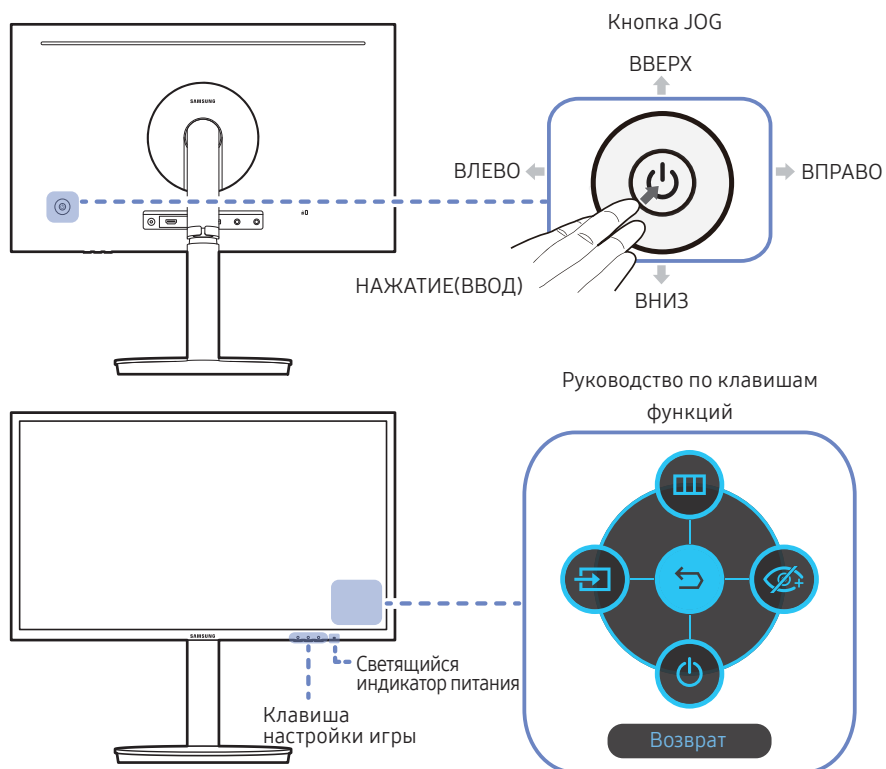 Кнопка JOG
ВВЕРХ
SAMSUNG
ВЛЕВО
ВПРАВО
НАЖАТИЕ(ВВОД)
ВНИЗ
Руководство по клавишам
функций
SAMSUNG
Светящийся
индикатор питания
Клавиша
настройки игры
Возврат